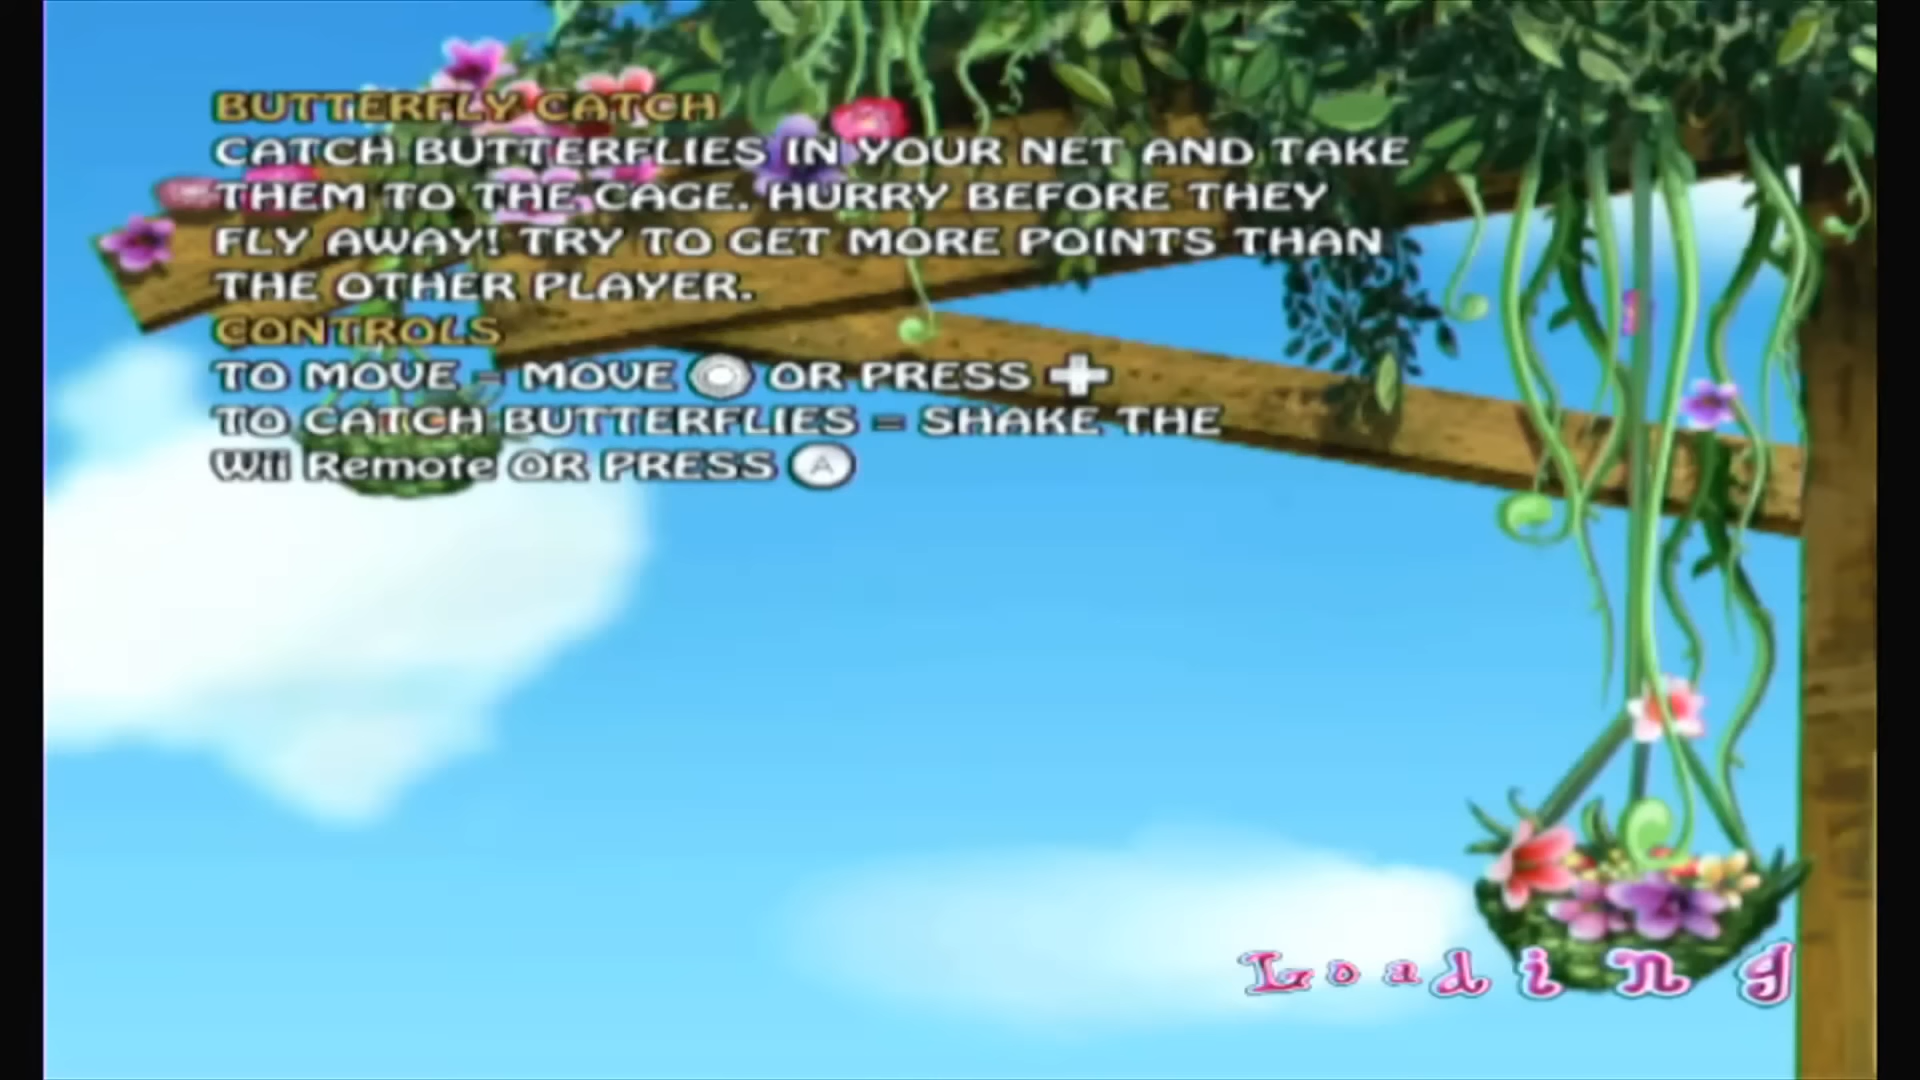 BUTTERFLY CATCH
CATCH BUTTERFLIES IN YOUR NET AND TAKE
THEM TO THE CAGE. HURRY BEFORE THEY
FLY AWAY! TRY TO GET MORE POINTS THAN
THE OTHER PLAYER.
CONTROLS
TO MOVE - MOVE OR PRESS
TO CATCH BUTTERFLIES - SHAKE THE
Wii Remote OR PRESS A
Loading